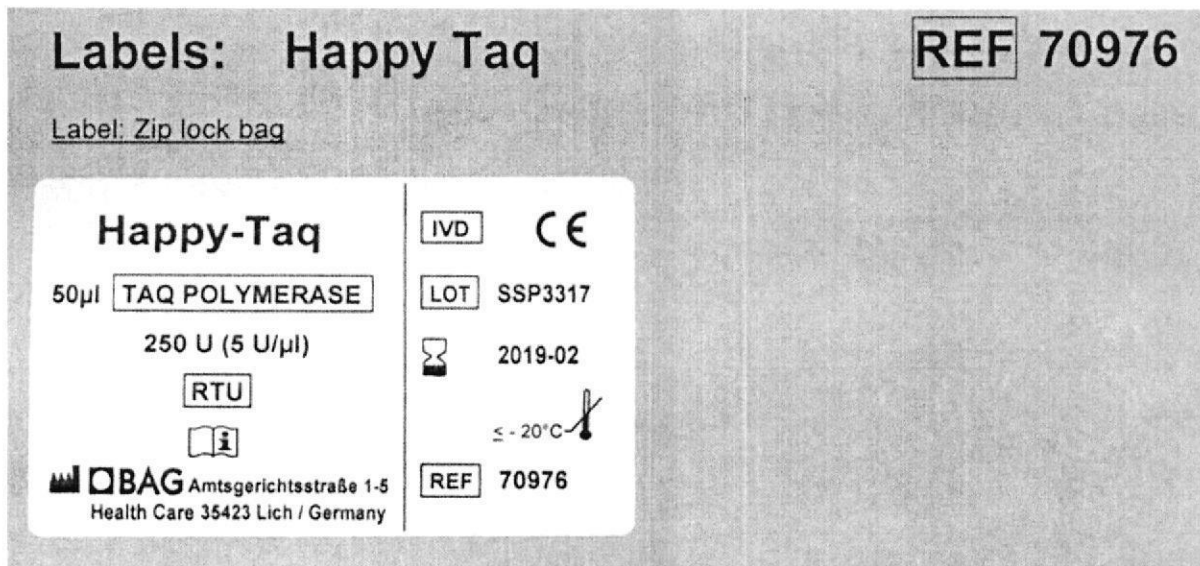 Labels: Happy Taq REF 70976
Label: Zip lock bag
Happy-Taq
50µl TAQ POLYMERASE
250 U (5 U/µl)
RTU
i
BAG Amtsgerichtsstraße 1-5
Health Care 35423 Lich / Germany
IVD CE
LOT SSP3317
2019-02
≤ - 20°C
REF 70976